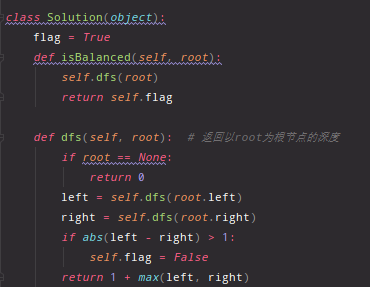 class Solution(object):
    flag = True
    def isBalanced(self, root):
        self.dfs(root)
        return self.flag

    def dfs(self, root):  # 返回以root为根节点的深度
        if root == None:
            return 0
        left = self.dfs(root.left)
        right = self.dfs(root.right)
        if abs(left - right) > 1:
            self.flag = False
        return 1 + max(left, right)